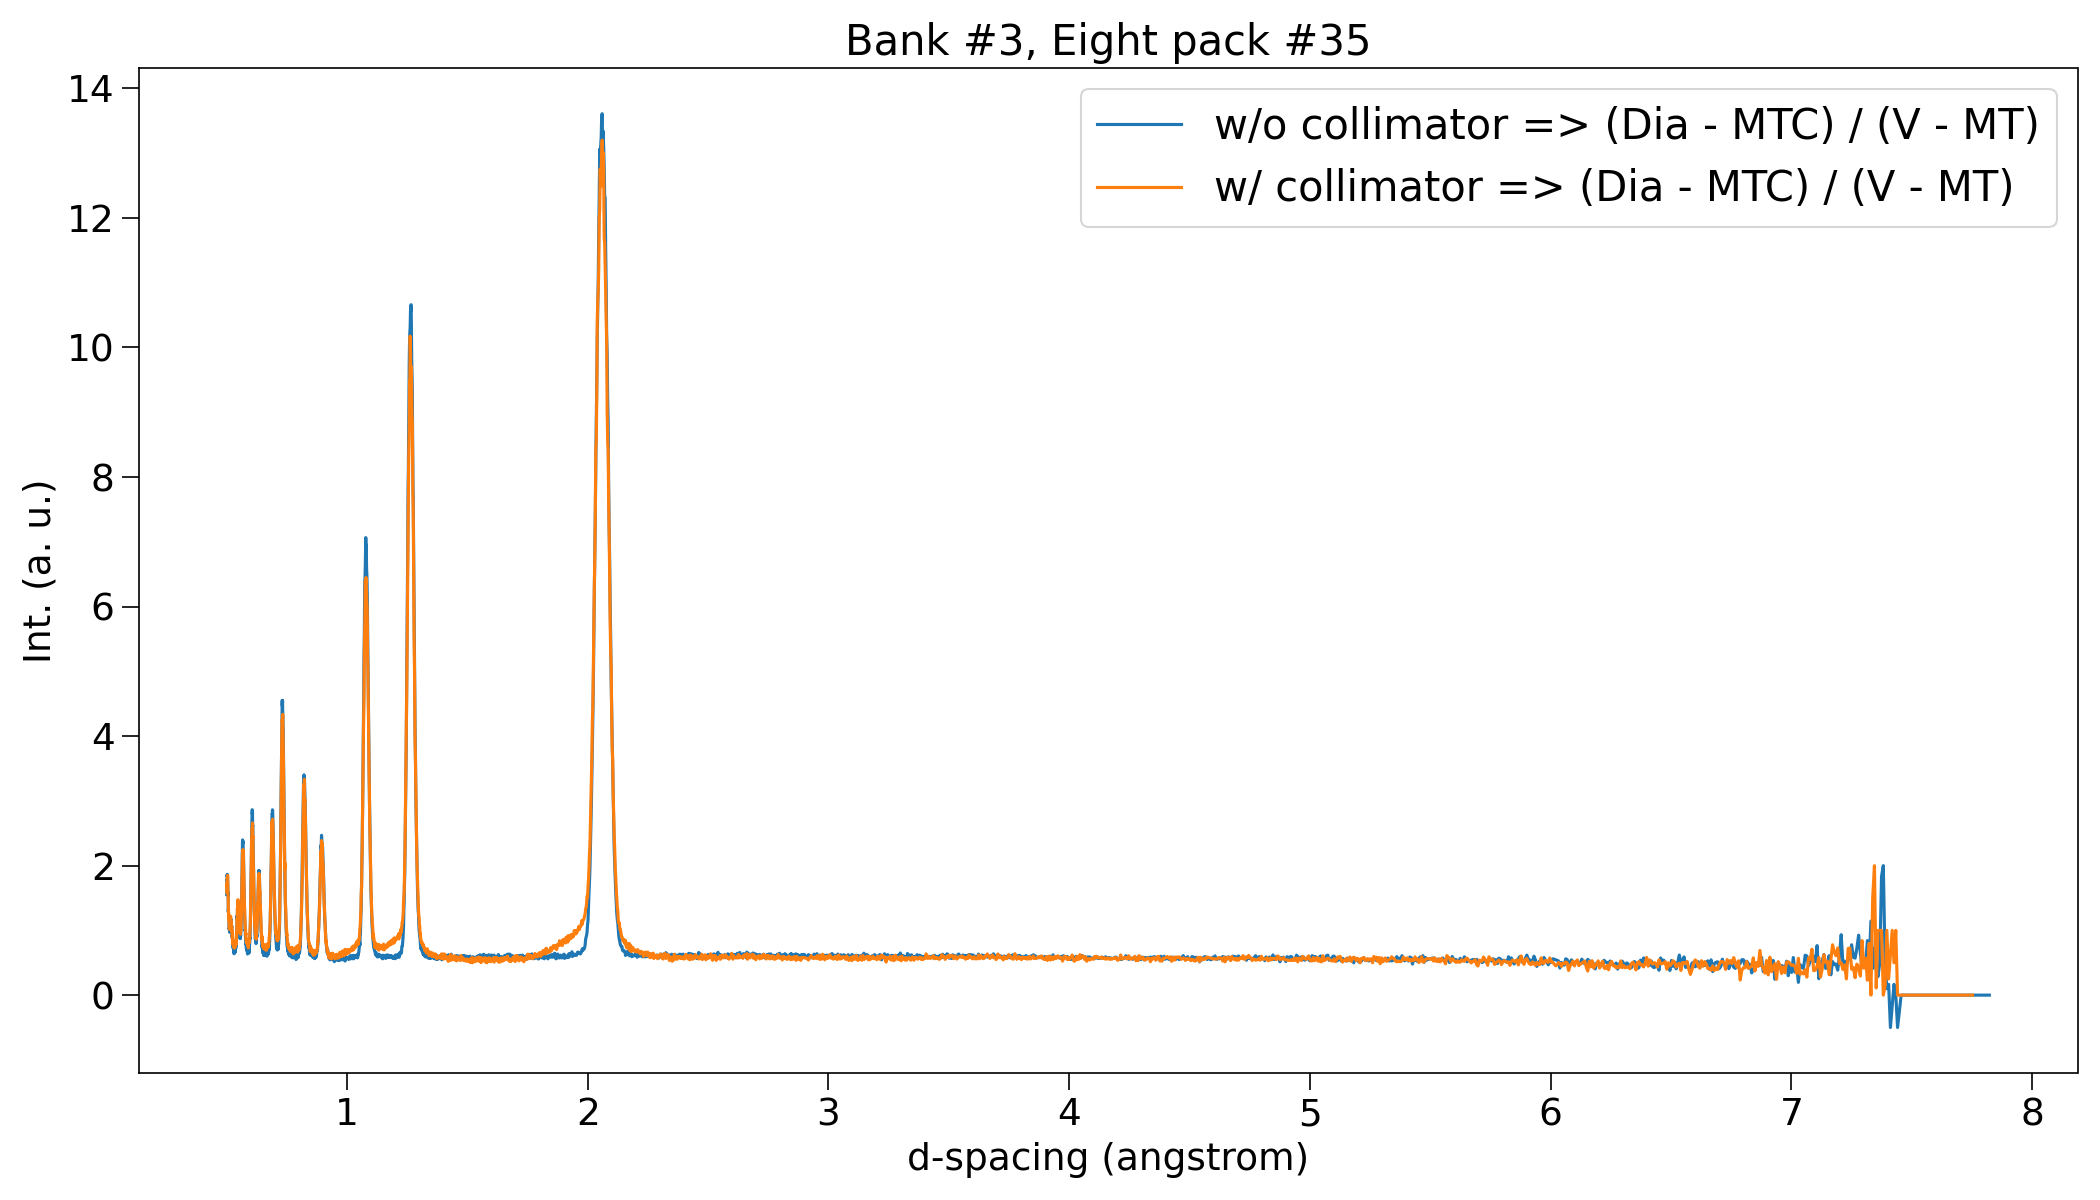 Bank #3, Eight pack #35
14
12
10
8
6
4
2
0
Int. (a. u.)
w/o collimator => (Dia - MTC) / (V - MT)
w/ collimator => (Dia - MTC) / (V - MT)
1 2 3 4 5 6 7 8
d-spacing (angstrom)